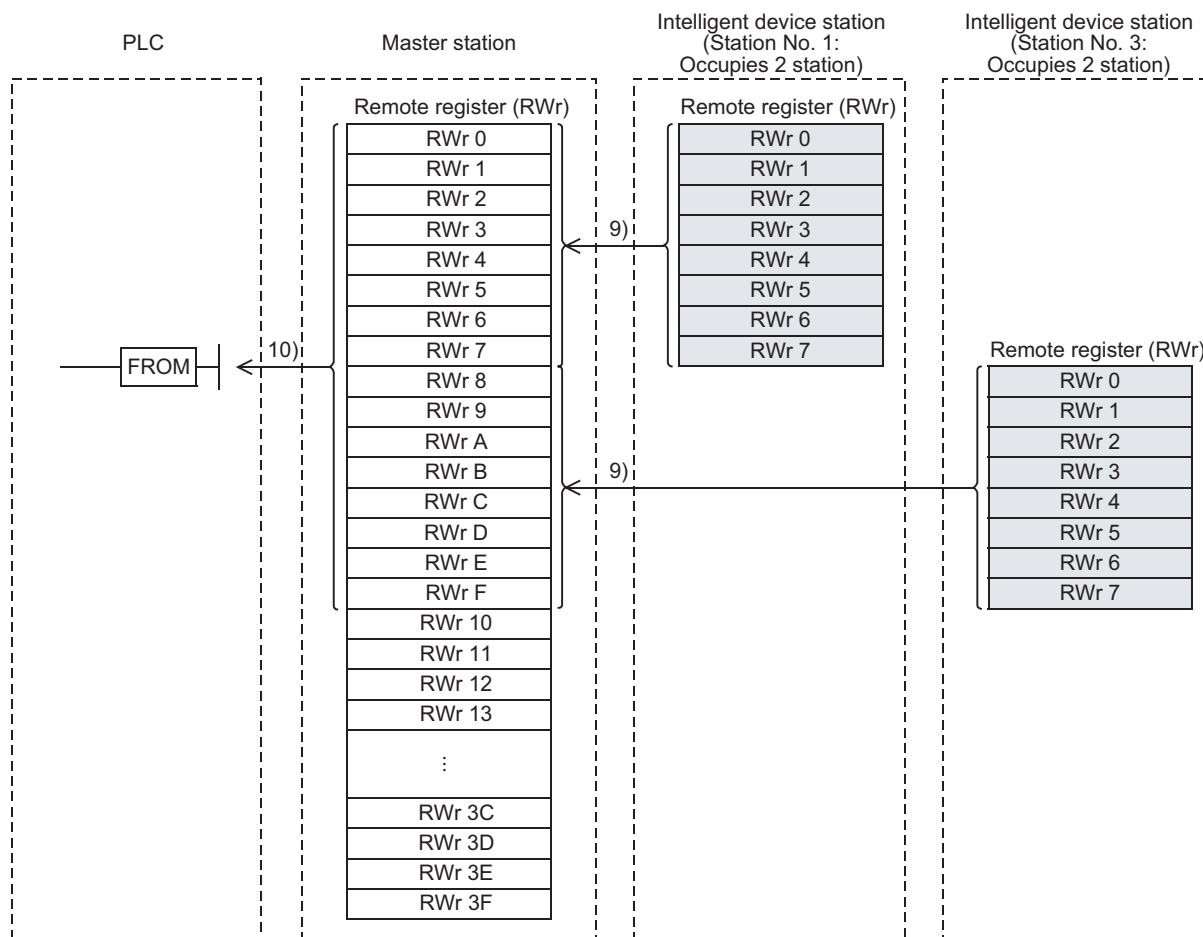 PLC
Master station
Intelligent device station
(Station No. 1:
Occupies 2 station)
Intelligent device station
(Station No. 3:
Occupies 2 station)
Remote register (RWr)
RWr 0
RWr 1
RWr 2
RWr 3
RWr 4
RWr 5
RWr 6
RWr 7
RWr 8
RWr 9
RWr A
RWr B
RWr C
RWr D
RWr E
RWr F
RWr 10
RWr 11
RWr 12
RWr 13
⋮
RWr 3C
RWr 3D
RWr 3E
RWr 3F
Remote register (RWr)
RWr 0
RWr 1
RWr 2
RWr 3
RWr 4
RWr 5
RWr 6
RWr 7
Remote register (RWr)
RWr 0
RWr 1
RWr 2
RWr 3
RWr 4
RWr 5
RWr 6
RWr 7
9)
9)
10)
FROM